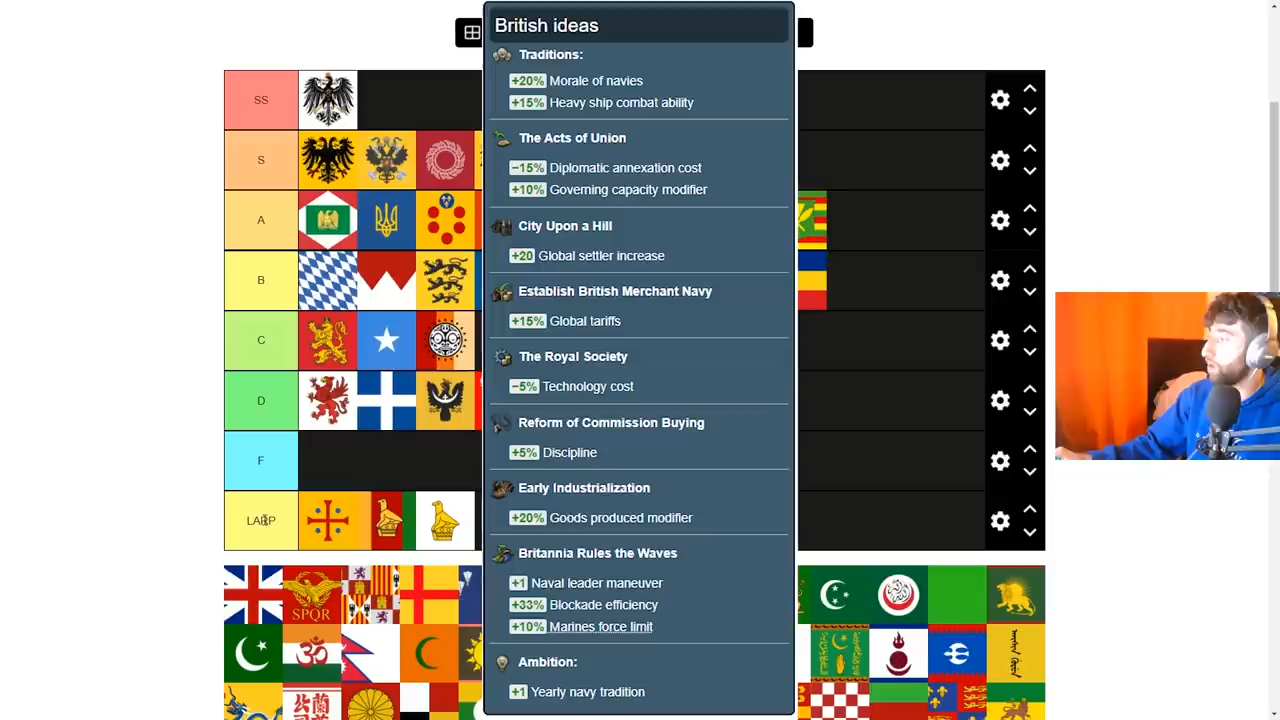 British ideas
Traditions:
+20% Morale of navies
+15% Heavy ship combat ability
The Acts of Union
−15% Diplomatic annexation cost
+10% Governing capacity modifier
City Upon a Hill
+20 Global settler increase
Establish British Merchant Navy
+15% Global tariffs
The Royal Society
−5% Technology cost
Reform of Commission Buying
+5% Discipline
Early Industrialization
+20% Goods produced modifier
Britannia Rules the Waves
+1 Naval leader maneuver
+33% Blockade efficiency
+10% Marines force limit
Ambition:
+1 Yearly navy tradition
SS
S
A
B
C
D
F
LARP
SPQR